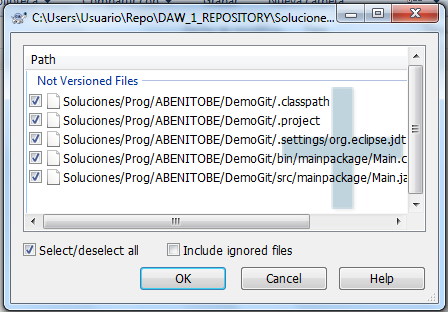 C:\Users\Usuario\Repo\DAW_1_REPOSITORY\Solucione...
Path
Not Versioned Files
Soluciones/Prog/ABENITOBE/DemoGit/.classpath
Soluciones/Prog/ABENITOBE/DemoGit/.project
Soluciones/Prog/ABENITOBE/DemoGit/.settings/org.eclipse.jdt
Soluciones/Prog/ABENITOBE/DemoGit/bin/mainpackage/Main.c
Soluciones/Prog/ABENITOBE/DemoGit/src/mainpackage/Main.ja
Select/deselect all
Include ignored files
OK
Cancel
Help